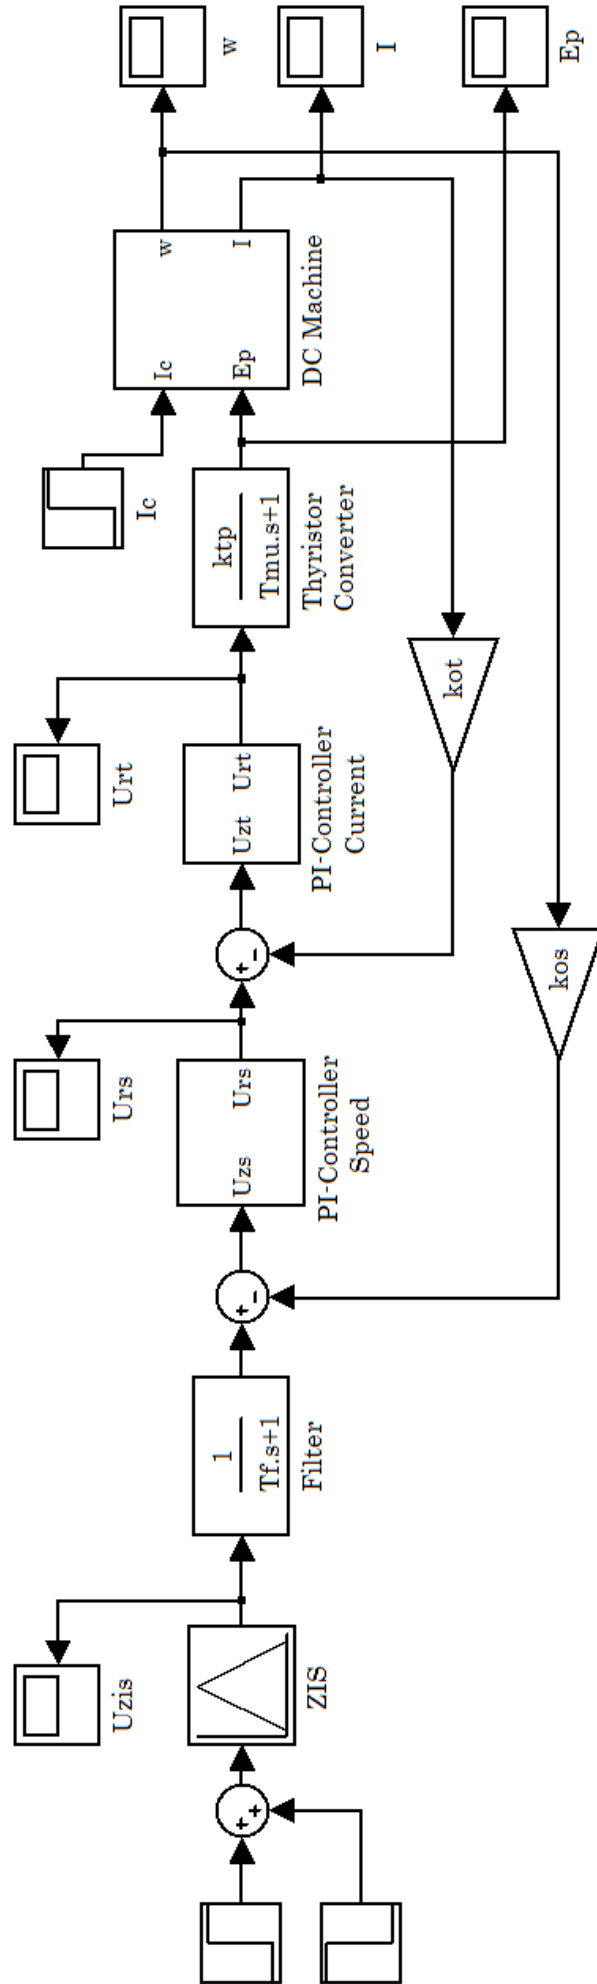 Uzis
ZIS
1
Tf.s+1
Filter
Urs
Uzs
Urs
PI-Controller
Speed
Urt
Uzt
Urt
PI-Controller
Current
ktp
Tmu.s+1
Thyristor
Converter
Ic
Ic
Ep
w
I
DC Machine
w
I
Ep
kot
kos
+
+
+
-
+
-